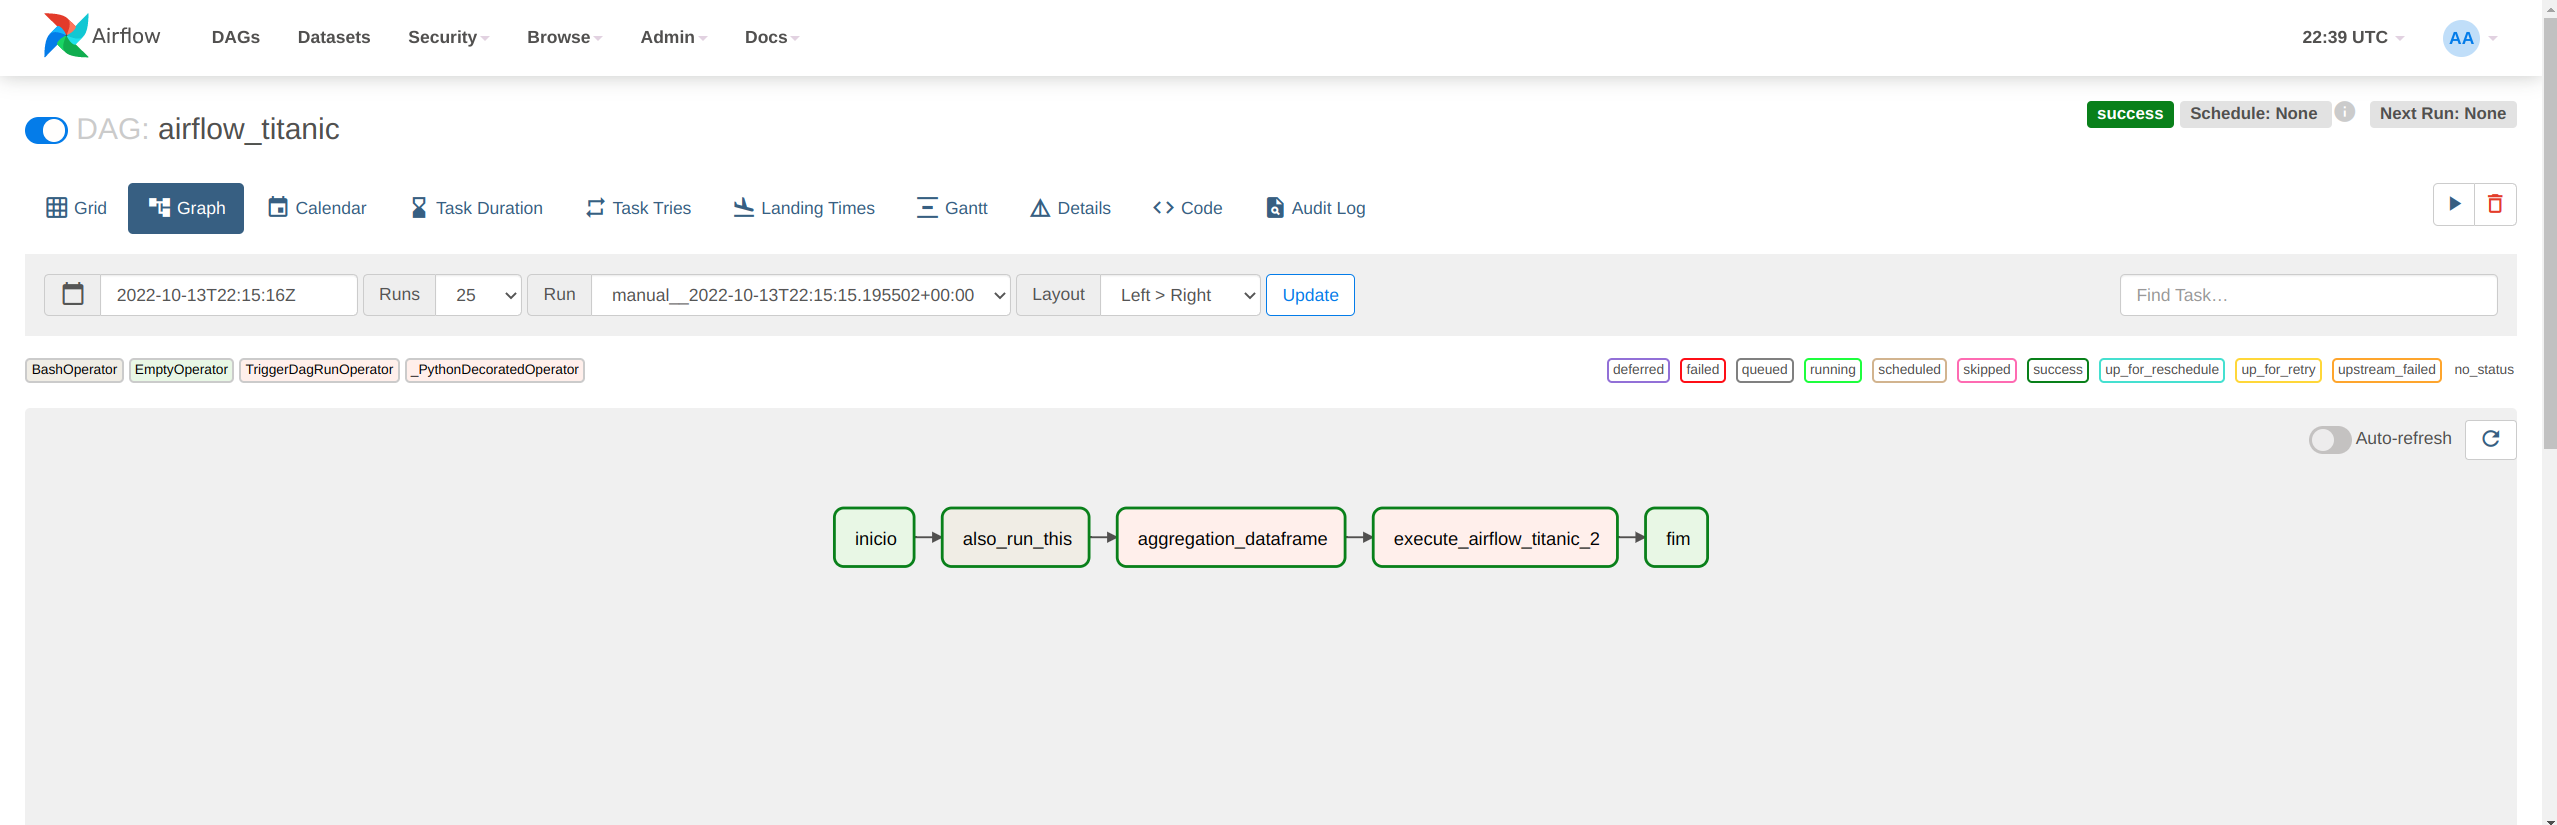 Airflow DAGs Datasets Security Browse Admin Docs 22:39 UTC AA
DAG: airflow_titanic success Schedule: None i Next Run: None
Grid Graph Calendar Task Duration Task Tries Landing Times Gantt Details Code Audit Log
2022-10-13T22:15:16Z Runs 25 Run manual__2022-10-13T22:15:15.195502+00:00 Layout Left > Right Update Find Task…
BashOperator EmptyOperator TriggerDagRunOperator _PythonDecoratedOperator deferred failed queued running scheduled skipped success up_for_reschedule up_for_retry upstream_failed no_status
Auto-refresh
inicio also_run_this aggregation_dataframe execute_airflow_titanic_2 fim